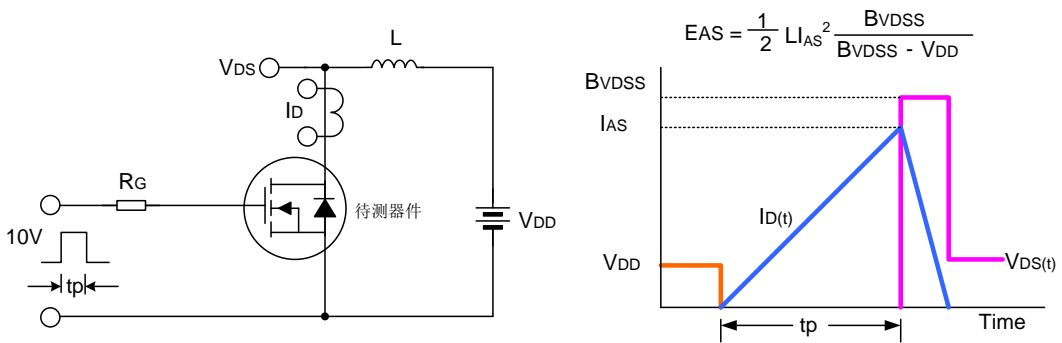 VDS
L
ID
RG
10V
tp
待测器件
VDD
EAS = 1/2 LIAS² BVDSS / BVDSS - VDD
BVDSS
IAS
ID(t)
VDD
VDS(t)
tp
Time